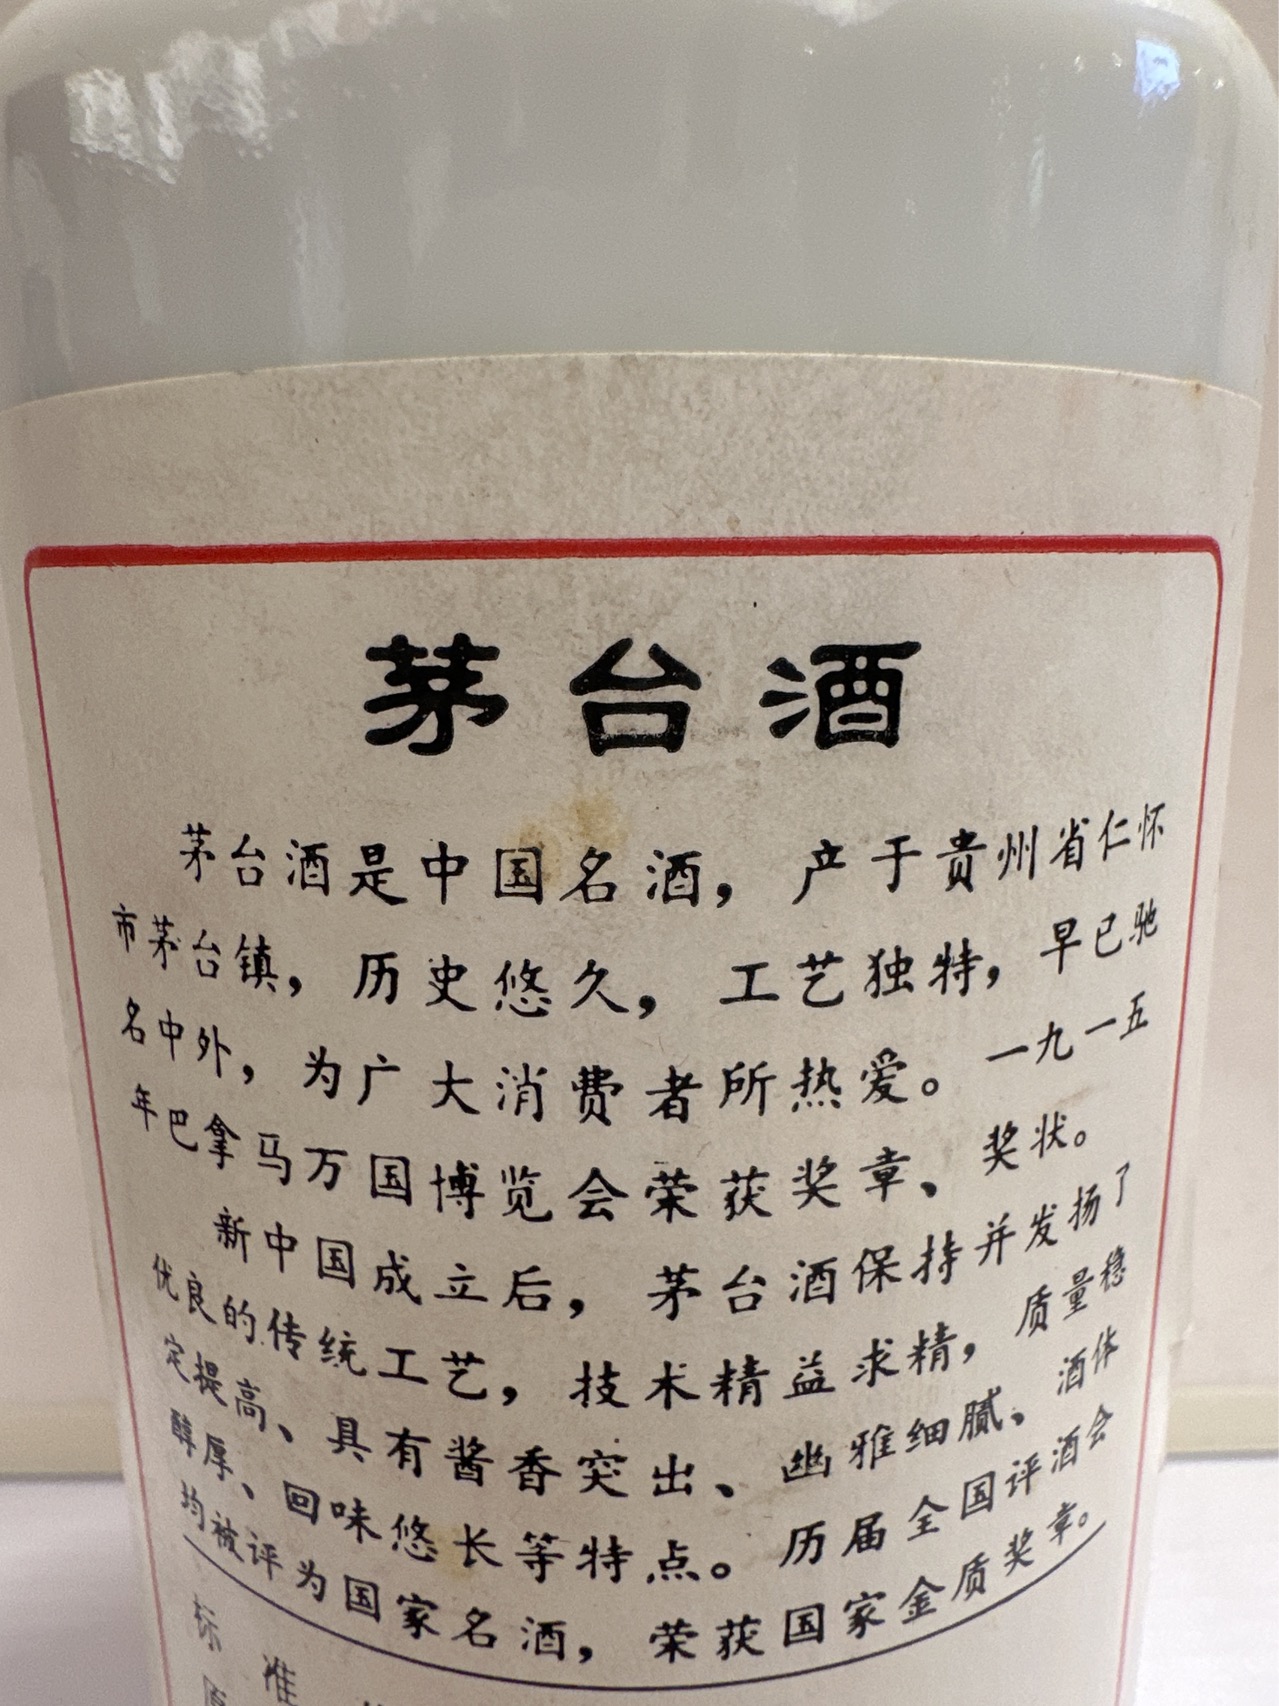 茅台酒
茅台酒是中国名酒，产于贵州省仁怀
市茅台镇，历史悠久，工艺独特，早已驰
名中外，为广大消费者所热爱。一九一五
年巴拿马万国博览会荣获奖章、奖状。
新中国成立后，茅台酒保持并发扬了
优良的传统工艺，技术精益求精，质量稳
定提高、具有酱香突出、幽雅细腻、酒体
醇厚、回味悠长等特点。历届全国评酒会
均被评为国家名酒，荣获国家金质奖章。
标准